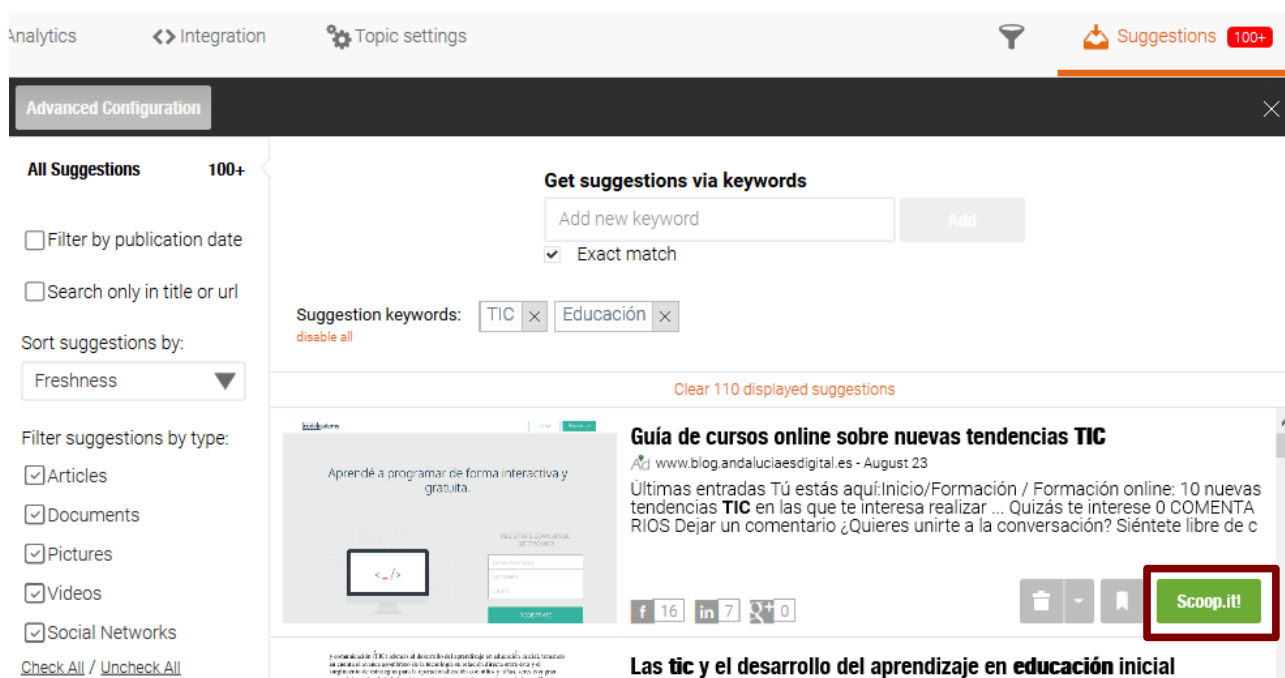 Analytics
Integration
Topic settings
Suggestions 100+
Advanced Configuration
All Suggestions 100+
Filter by publication date
Search only in title or url
Sort suggestions by:
Freshness
Filter suggestions by type:
Articles
Documents
Pictures
Videos
Social Networks
Check All / Uncheck All
Get suggestions via keywords
Add new keyword
Add
Exact match
Suggestion keywords: TIC Educación
disable all
Clear 110 displayed suggestions
Aprendé a programar de forma interactiva y
gratuita.
Guía de cursos online sobre nuevas tendencias TIC
www.blog.andaluciaesdigital.es - August 23
Últimas entradas Tú estás aquí:Inicio/Formación / Formación online: 10 nuevas
tendencias TIC en las que te interesa realizar ... Quizás te interese 0 COMENTA
RIOS Dejar un comentario ¿Quieres unirte a la conversación? Siéntete libre de c
f 16 in 7 g+ 0
Scoop.it!
Las tic y el desarrollo del aprendizaje en educación inicial